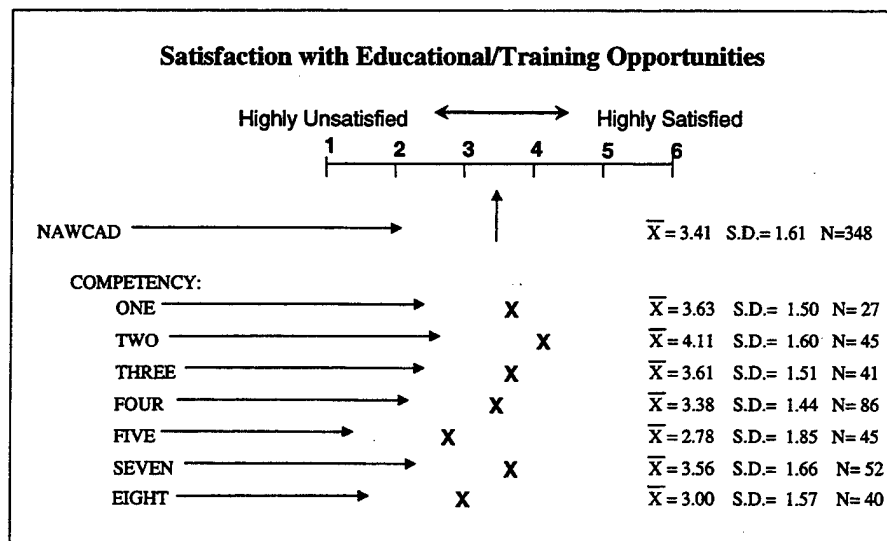 Satisfaction with Educational/Training Opportunities
Highly Unsatisfied Highly Satisfied
1 2 3 4 5 6
NAWCAD X̄ = 3.41 S.D.= 1.61 N=348
COMPETENCY:
ONE X X̄ = 3.63 S.D.= 1.50 N= 27
TWO X X̄ = 4.11 S.D.= 1.60 N= 45
THREE X X̄ = 3.61 S.D.= 1.51 N= 41
FOUR X X̄ = 3.38 S.D.= 1.44 N= 86
FIVE X X̄ = 2.78 S.D.= 1.85 N= 45
SEVEN X X̄ = 3.56 S.D.= 1.66 N= 52
EIGHT X X̄ = 3.00 S.D.= 1.57 N= 40